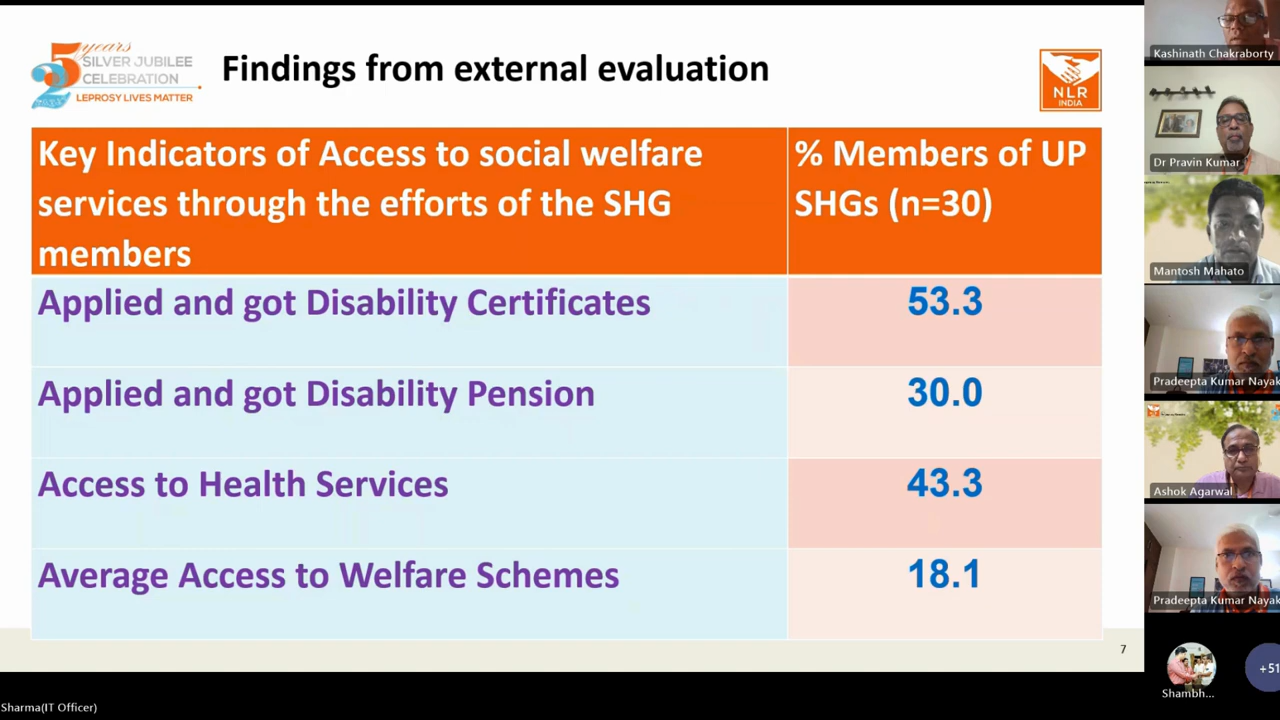 25 years
SILVER JUBILEE
CELEBRATION
LEPROSY LIVES MATTER
Findings from external evaluation
NLR
INDIA
Key Indicators of Access to social welfare
services through the efforts of the SHG
members
% Members of UP
SHGs (n=30)
Applied and got Disability Certificates
53.3
Applied and got Disability Pension
30.0
Access to Health Services
43.3
Average Access to Welfare Schemes
18.1
7
Kashinath Chakraborty
Dr Pravin Kumar
Mantosh Mahato
Pradeepta Kumar Nayak
Ashok Agarwal
Pradeepta Kumar Nayak
Shambh...
+51
Sharma(IT Officer)